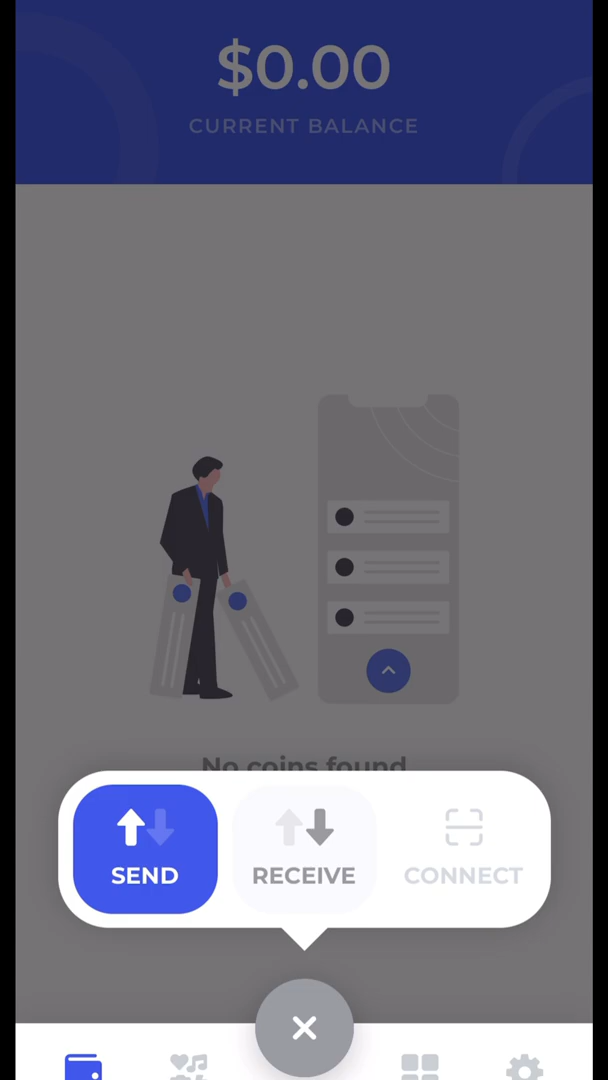 $0.00
CURRENT BALANCE
No coins found
SEND
RECEIVE
CONNECT